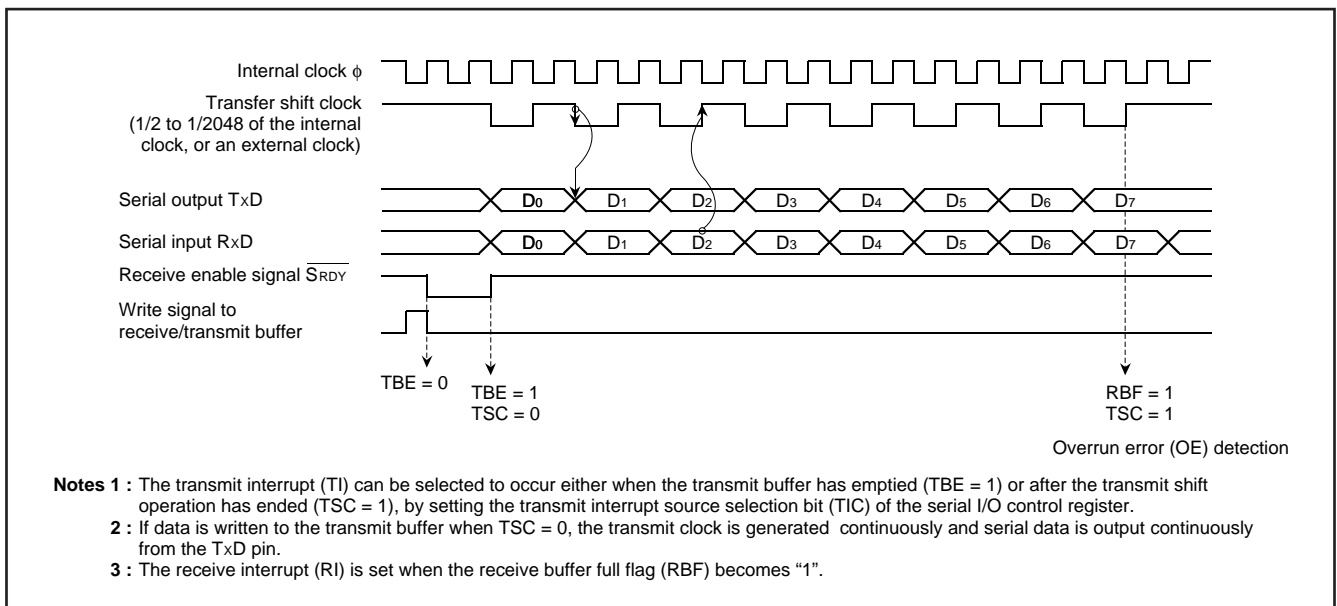 Internal clock ϕ
Transfer shift clock
(1/2 to 1/2048 of the internal
clock, or an external clock)
Serial output TxD
D0 D1 D2 D3 D4 D5 D6 D7
Serial input RxD
D0 D1 D2 D3 D4 D5 D6 D7
Receive enable signal S̅R̅D̅Y̅
Write signal to
receive/transmit buffer
TBE = 0
TBE = 1
TSC = 0
RBF = 1
TSC = 1
Overrun error (OE) detection
Notes 1 : The transmit interrupt (TI) can be selected to occur either when the transmit buffer has emptied (TBE = 1) or after the transmit shift
operation has ended (TSC = 1), by setting the transmit interrupt source selection bit (TIC) of the serial I/O control register.
2 : If data is written to the transmit buffer when TSC = 0, the transmit clock is generated continuously and serial data is output continuously
from the TxD pin.
3 : The receive interrupt (RI) is set when the receive buffer full flag (RBF) becomes “1”.